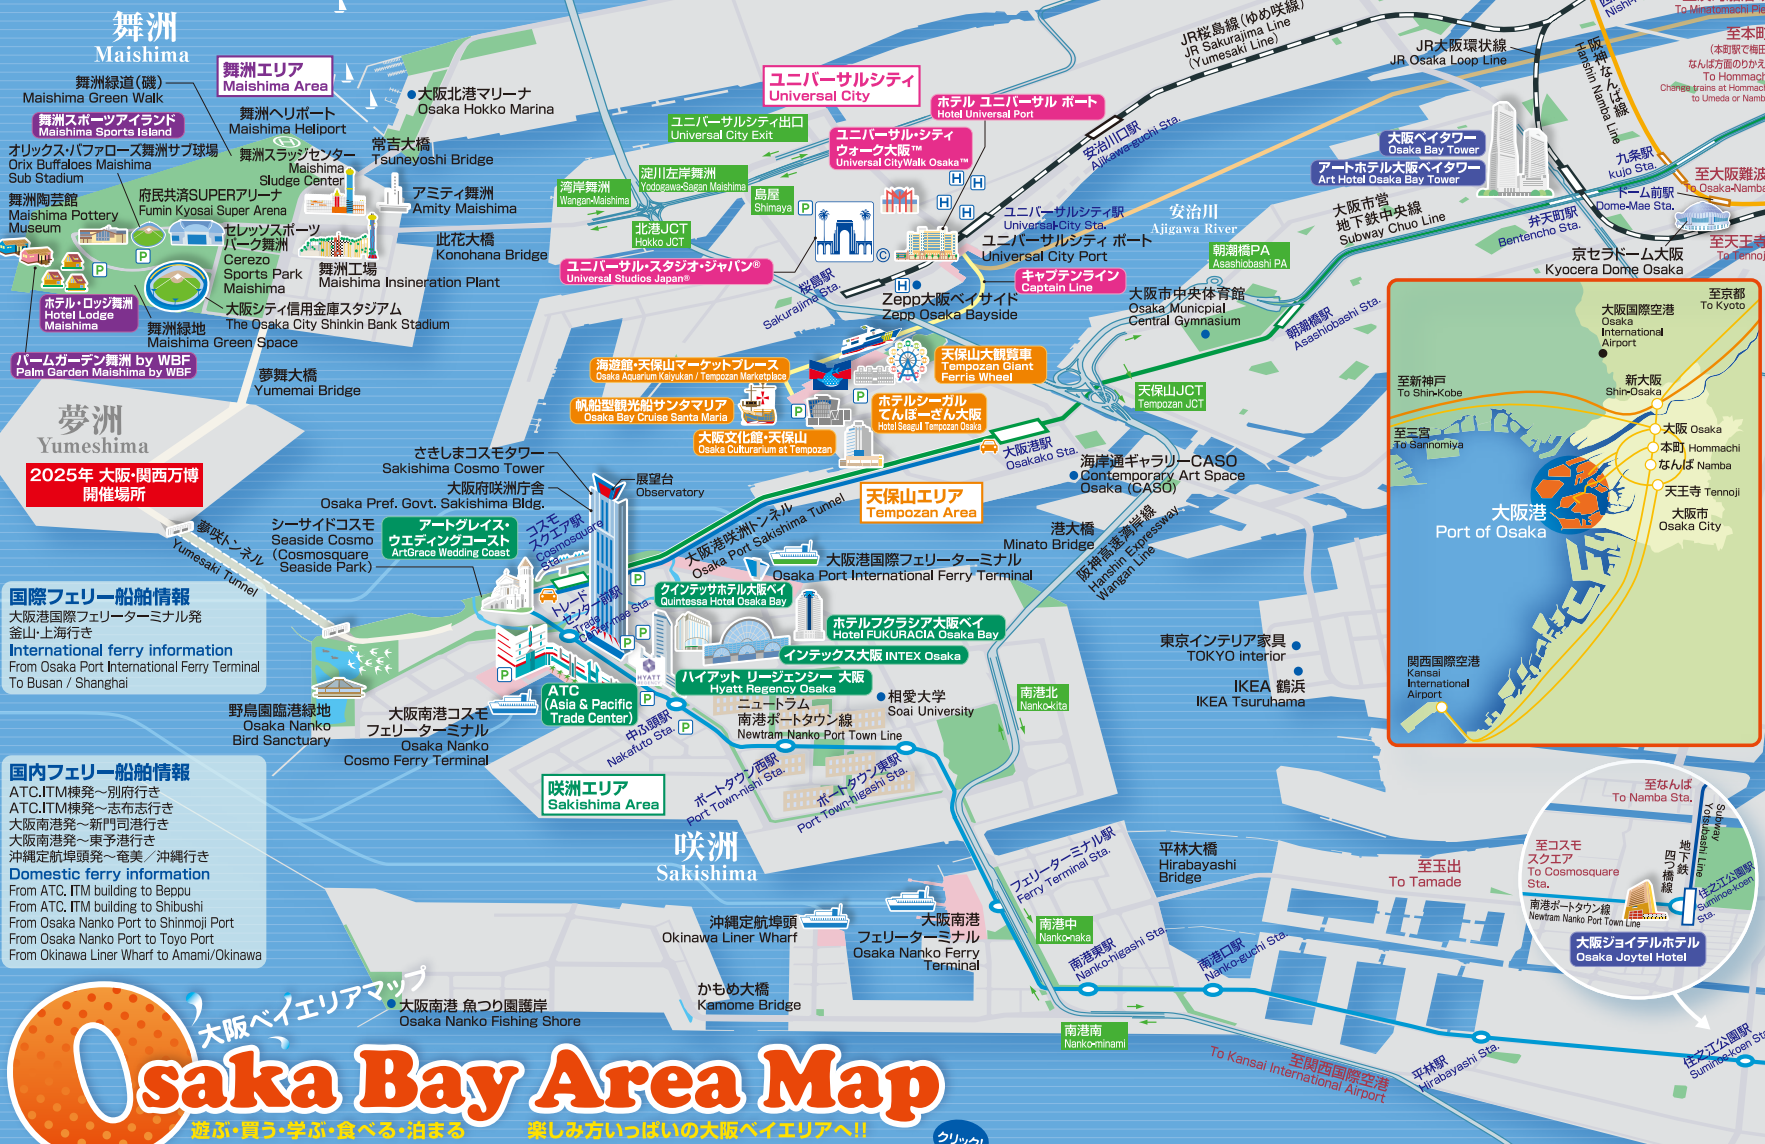 舞洲
Maishima
舞洲緑道(磯)
Maishima Green Walk
舞洲エリア
Maishima Area
舞洲スポーツアイランド
Maishima Sports Island
舞洲ヘリポート
Maishima Heliport
大阪北港マリーナ
Osaka Hokko Marina
オリックス・バファローズ舞洲サブ球場
Orix Buffaloes Maishima
Sub Stadium
舞洲スラッジセンター
Maishima
Sludge Center
常吉大橋
Tsuneyoshi Bridge
舞洲陶芸館
Maishima Pottery
Museum
府民共済SUPERアリーナ
Fumin Kyosai Super Arena
アミティ舞洲
Amity Maishima
セレッソスポーツ
パーク舞洲
Cerezo
Sports Park
Maishima
此花大橋
Konohana Bridge
舞洲工場
Maishima Insineration Plant
ホテル・ロッジ舞洲
Hotel Lodge
Maishima
大阪シティ信用金庫スタジアム
The Osaka City Shinkin Bank Stadium
舞洲緑地
Maishima Green Space
パームガーデン舞洲 by WBF
Palm Garden Maishima by WBF
夢舞大橋
Yumemai Bridge
夢洲
Yumeshima
2025年 大阪・関西万博
開催場所
夢咲トンネル
Yumesaki Tunnel
ユニバーサルシティ
Universal City
ユニバーサルシティ出口
Universal City Exit
ホテル ユニバーサル ポート
Hotel Universal Port
ユニバーサル・シティ
ウォーク大阪™
Universal CityWalk Osaka™
湾岸舞洲
Wangan-Maishima
淀川左岸舞洲
Yodogawa-Sagan Maishima
島屋
Shimaya
P
H
H
H
H
北港JCT
Hokko JCT
ユニバーサル・スタジオ・ジャパン®
Universal Studios Japan®
©
ユニバーサルシティ駅
Universal City Sta.
ユニバーサルシティ ポート
Universal City Port
キャプテンライン
Captain Line
桜島駅
Sakurajima Sta.
H
Zepp大阪ベイサイド
Zepp Osaka Bayside
JR桜島線(ゆめ咲線)
JR Sakurajima Line
(Yumesaki Line)
安治川口駅
Ajikawa-guchi Sta.
安治川
Ajigawa River
JR大阪環状線
JR Osaka Loop Line
阪神なんば線
Hanshin Namba Line
To Minatomachi Pie
至本町
(本町駅で梅田
なんば方面のりかえ
To Hommach
Change trains at Hommach
to Umeda or Namb
大阪ベイタワー
Osaka Bay Tower
アートホテル大阪ベイタワー
Art Hotel Osaka Bay Tower
九条駅
kujo Sta.
至大阪難波
To Osaka-Namba
ドーム前駅
Dome-Mae Sta.
大阪市営
地下鉄中央線
Subway Chuo Line
弁天町駅
Bentencho Sta.
京セラドーム大阪
Kyocera Dome Osaka
至天王寺
To Tennoj
朝潮橋PA
Asashiobashi PA
大阪市中央体育館
Osaka Municpial
Central Gymnasium
朝潮橋駅
Asashiobashi Sta.
天保山JCT
Tempozan JCT
海遊館・天保山マーケットプレース
Osaka Aquarium Kaiyukan / Tempozan Marketplace
天保山大観覧車
Tempozan Giant
Ferris Wheel
帆船型観光船サンタマリア
Osaka Bay Cruise Santa Maria
P
P
ホテルシーガル
てんぽーざん大阪
Hotel Seagull Tempozan Osaka
大阪文化館・天保山
Osaka Culturarium at Tempozan
大阪港駅
Osakako Sta.
天保山エリア
Tempozan Area
海岸通ギャラリーCASO
Contemporary Art Space
Osaka (CASO)
港大橋
Minato Bridge
阪神高速湾岸線
Hanshin Expressway
Wangan Line
さきしまコスモタワー
Sakishima Cosmo Tower
大阪府咲洲庁舎
Osaka Pref. Govt. Sakishima Bldg.
展望台
Observatory
シーサイドコスモ
Seaside Cosmo
(Cosmosquare
Seaside Park)
アートグレイス・
ウエディングコースト
ArtGrace Wedding Coast
コスモ
スクエア駅
Cosmosquare
Sta.
大阪港咲洲トンネル
Osaka Port Sakishima Tunnel
大阪港国際フェリーターミナル
Osaka Port International Ferry Terminal
クインテッサホテル大阪ベイ
Quintessa Hotel Osaka Bay
ホテルフクラシア大阪ベイ
Hotel FUKURACIA Osaka Bay
インテックス大阪 INTEX Osaka
トレード
センター前駅
Trade
Center-mae Sta.
P
P
P
P
P
P
HYATT
REGENCY
ハイアット リージェンシー 大阪
Hyatt Regency Osaka
ATC
(Asia & Pacific
Trade Center)
野鳥園臨港緑地
Osaka Nanko
Bird Sanctuary
大阪南港コスモ
フェリーターミナル
Osaka Nanko
Cosmo Ferry Terminal
中ふ頭駅
Nakafuto Sta.
ニュートラム
南港ポートタウン線
Newtram Nanko Port Town Line
相愛大学
Soai University
南港北
Nanko-kita
東京インテリア家具
TOKYO interior
IKEA 鶴浜
IKEA Tsuruhama
咲洲エリア
Sakishima Area
ポートタウン西駅
Port Town-nishi Sta.
ポートタウン東駅
Port Town-higashi Sta.
咲洲
Sakishima
フェリーターミナル駅
Ferry Terminal Sta.
平林大橋
Hirabayashi
Bridge
至玉出
To Tamade
沖縄定航埠頭
Okinawa Liner Wharf
大阪南港
フェリーターミナル
Osaka Nanko Ferry
Terminal
南港中
Nanko-naka
南港東駅
Nanko-higashi Sta.
南港口駅
Nanko-guchi Sta.
かもめ大橋
Kamome Bridge
南港南
Nanko-minami
至関西国際空港
To Kansai International Airport
平林駅
Hirabayashi Sta.
住之江公園駅
Suminoe-koen Sta
大阪南港 魚つり園護岸
Osaka Nanko Fishing Shore
国際フェリー船舶情報
大阪港国際フェリーターミナル発
釜山・上海行き
International ferry information
From Osaka Port International Ferry Terminal
To Busan / Shanghai
国内フェリー船舶情報
ATC.ITM棟発〜別府行き
ATC.ITM棟発〜志布志行き
大阪南港発〜新門司港行き
大阪南港発〜東予港行き
沖縄定航埠頭発〜奄美／沖縄行き
Domestic ferry information
From ATC. ITM building to Beppu
From ATC. ITM building to Shibushi
From Osaka Nanko Port to Shinmoji Port
From Osaka Nanko Port to Toyo Port
From Okinawa Liner Wharf to Amami/Okinawa
至京都
To Kyoto
大阪国際空港
Osaka
International
Airport
至新神戸
To Shin-Kobe
新大阪
Shin-Osaka
至三宮
To Sannomiya
大阪 Osaka
本町 Hommachi
なんば Namba
天王寺 Tennoji
大阪市
Osaka City
大阪港
Port of Osaka
関西国際空港
Kansai
International
Airport
至なんば
To Namba Sta.
Subway
Yotsubashi Line
地下鉄
四つ橋線
至コスモ
スクエア
To Cosmosquare
Sta.
南港ポートタウン線
Newtram Nanko Port Town Line
住之江公園駅
Suminoe-koen
Sta.
大阪ジョイテルホテル
Osaka Joytel Hotel
大阪ベイエリアマップ
Osaka Bay Area Map
遊ぶ・買う・学ぶ・食べる・泊まる 楽しみ方いっぱいの大阪ベイエリアへ!!
クリック!